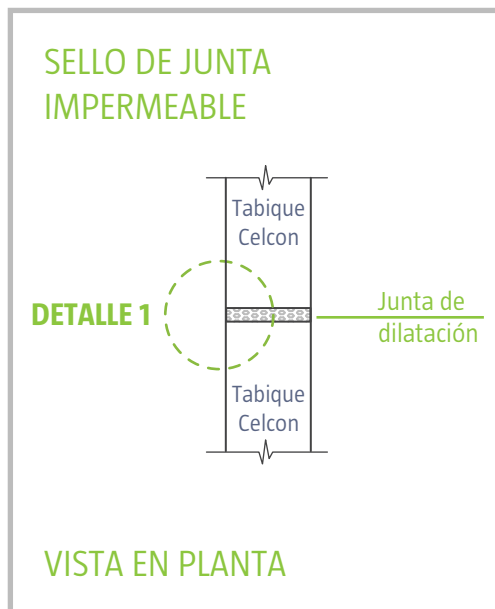 SELLO DE JUNTA
IMPERMEABLE
Tabique
Celcon
DETALLE 1
Junta de
dilatación
Tabique
Celcon
VISTA EN PLANTA